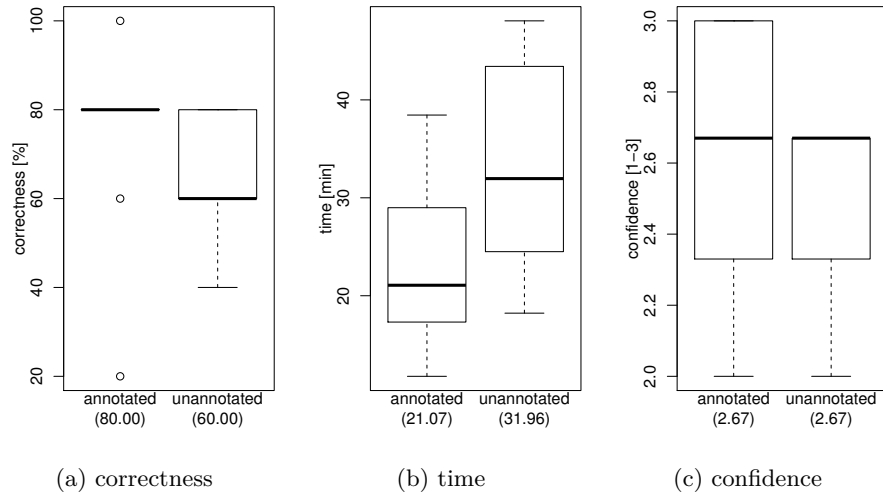 correctness [%]
100
80
60
40
20
annotated
(80.00)
unannotated
(60.00)
(a) correctness
time [min]
40
30
20
annotated
(21.07)
unannotated
(31.96)
(b) time
confidence [1−3]
3.0
2.8
2.6
2.4
2.2
2.0
annotated
(2.67)
unannotated
(2.67)
(c) confidence